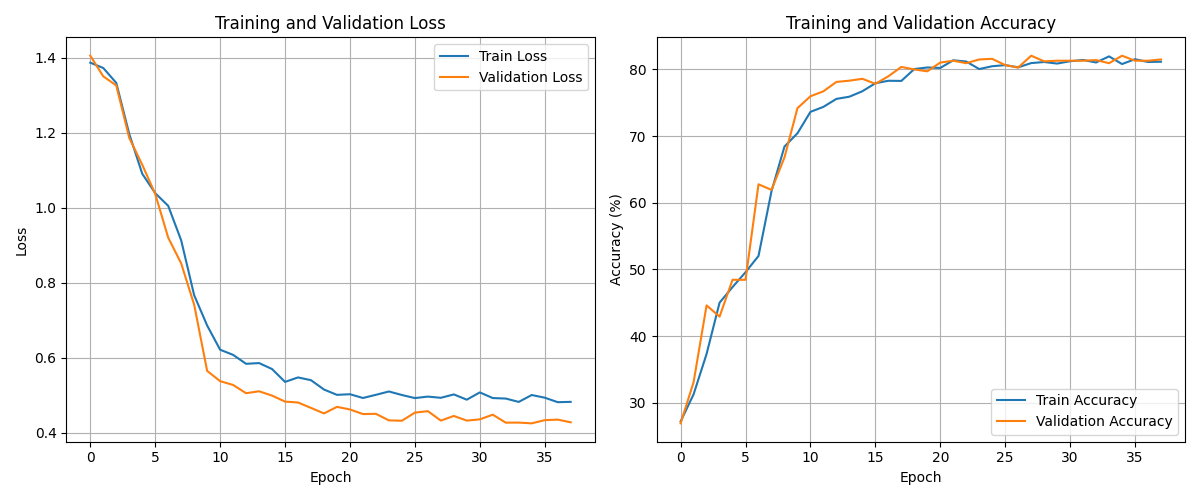 Training and Validation Loss
1.4
1.2
1.0
0.8
0.6
0.4
Loss
0 5 10 15 20 25 30 35
Epoch
Train Loss
Validation Loss
Training and Validation Accuracy
80
70
60
50
40
30
Accuracy (%)
0 5 10 15 20 25 30 35
Epoch
Train Accuracy
Validation Accuracy